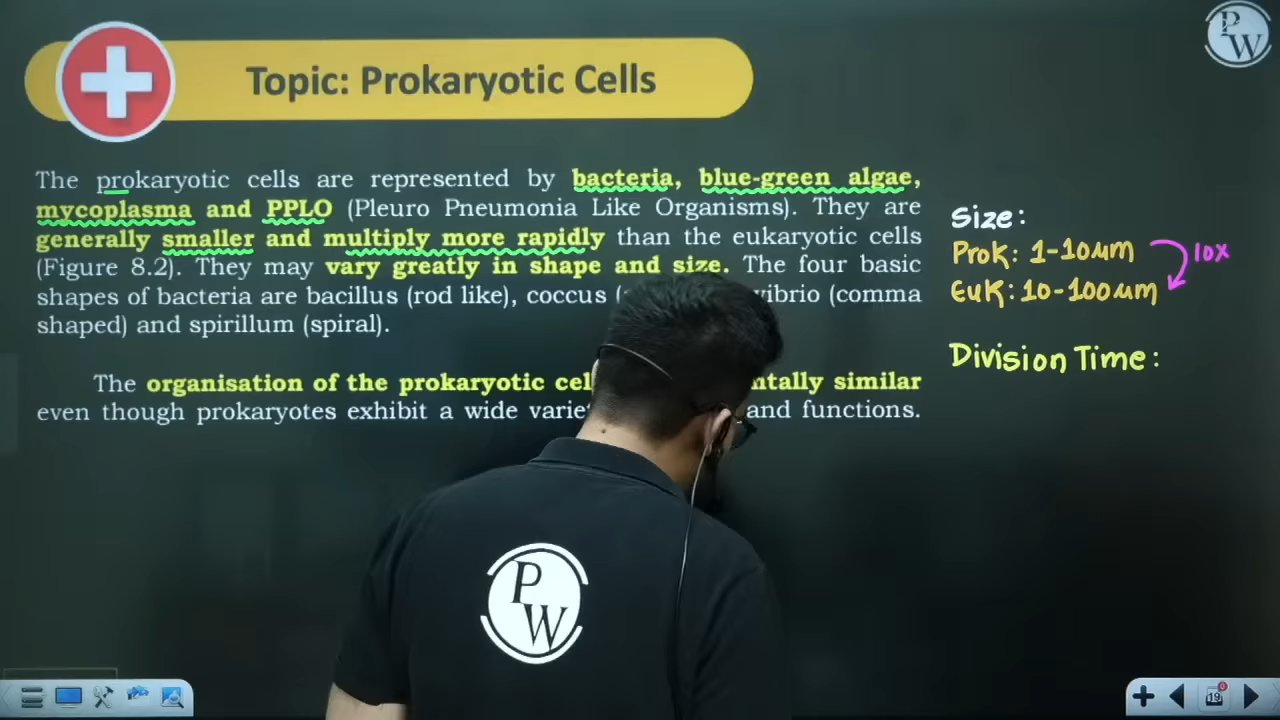 Topic: Prokaryotic Cells
PW
The prokaryotic cells are represented by bacteria, blue-green algae,
mycoplasma and PPLO (Pleuro Pneumonia Like Organisms). They are
generally smaller and multiply more rapidly than the eukaryotic cells
(Figure 8.2). They may vary greatly in shape and size. The four basic
shapes of bacteria are bacillus (rod like), coccus ( vibrio (comma
shaped) and spirillum (spiral).
The organisation of the prokaryotic cel ntally similar
even though prokaryotes exhibit a wide varie and functions.
Size:
Prok: 1-10μm
10x
Euk: 10-100μm
Division Time:
PW
19